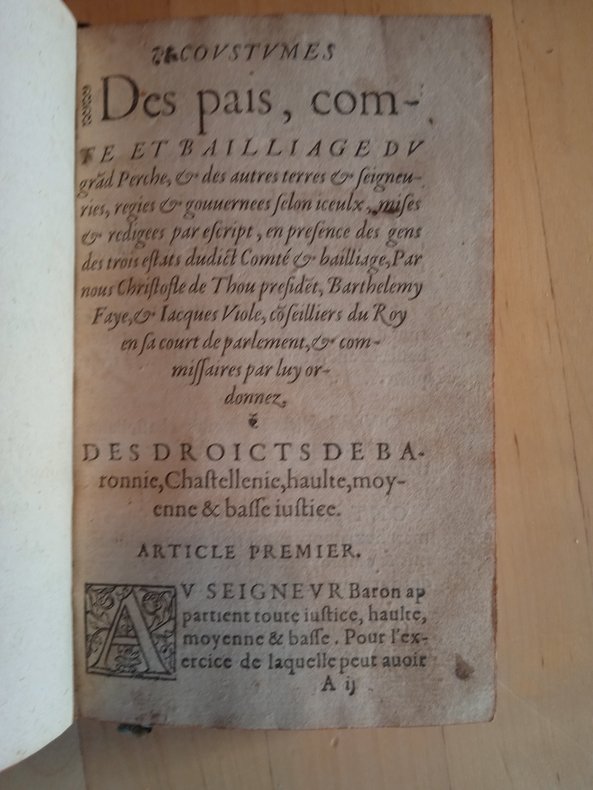 COVSTVMES
Des païs, com-
TE ET BAILLIAGE DV
grād Perche, & des autres terres & ſeigneu-
ries, regies & gouuernees ſelon iceulx, miſes
& redigees par eſcript, en preſence des gens
des trois eſtats dudict Comté & bailliage, Par
nous Chriſtoſle de Thou preſidēt, Barthelemy
Faye, & Iacques Viole, cōſeilliers du Roy
en ſa court de parlement, & com-
miſſaires par luy or-
donnez,
DES DROICTS DE BA-
ronnie, Chaſtellenie, haulte, moy-
enne & baſſe iuſtice.
ARTICLE PREMIER.
AV SEIGNEVR Baron ap
partient toute iuſtice, haulte,
moyenne & baſſe. Pour l'ex-
ercice de laquelle peut auoir
A ij